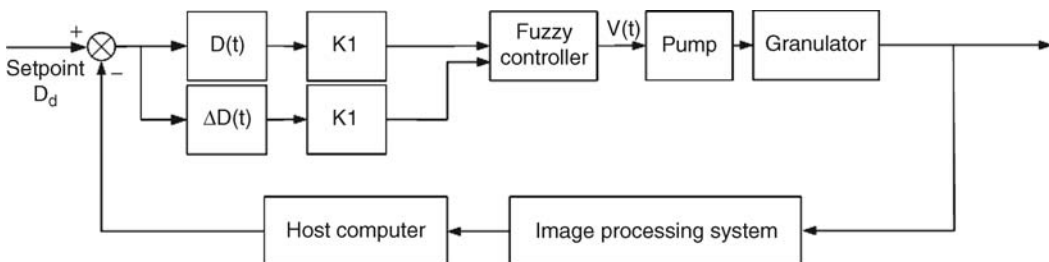 +
Setpoint
D_d
−
D(t)
K1
ΔD(t)
K1
Fuzzy
controller
V(t)
Pump
Granulator
Host computer
Image processing system